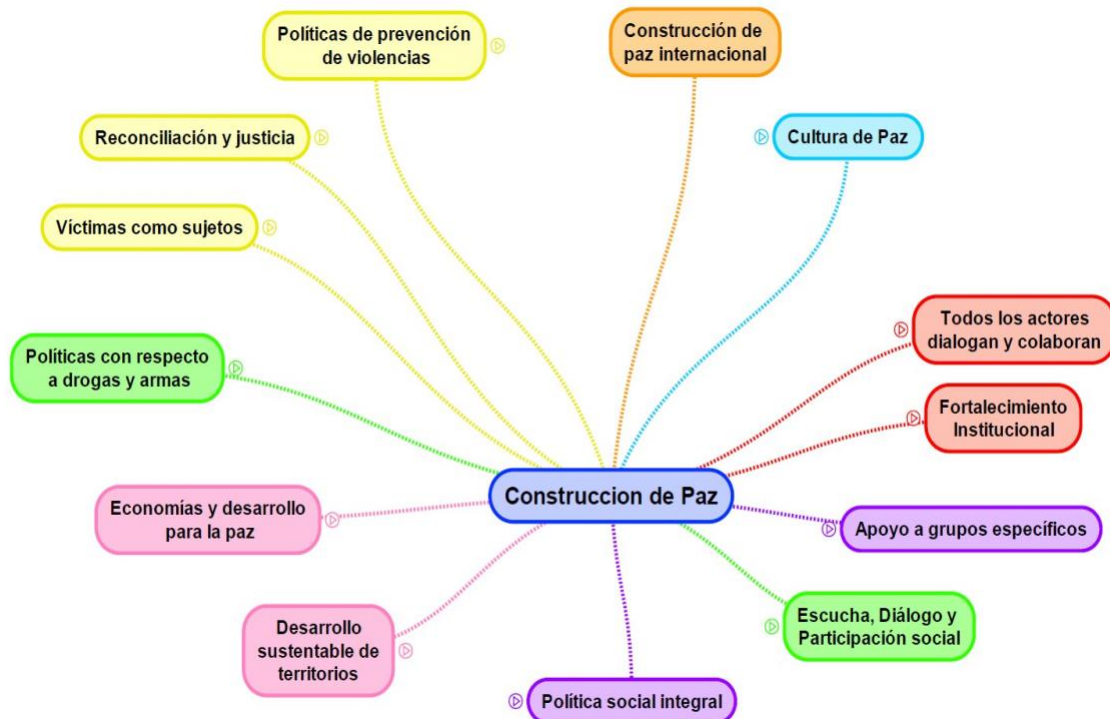 Políticas de prevención
de violencias
Construcción de
paz internacional
Reconciliación y justicia
Cultura de Paz
Víctimas como sujetos
Todos los actores
dialogan y colaboran
Políticas con respecto
a drogas y armas
Fortalecimiento
Institucional
Construccion de Paz
Economías y desarrollo
para la paz
Apoyo a grupos específicos
Escucha, Diálogo y
Participación social
Desarrollo
sustentable de
territorios
Política social integral